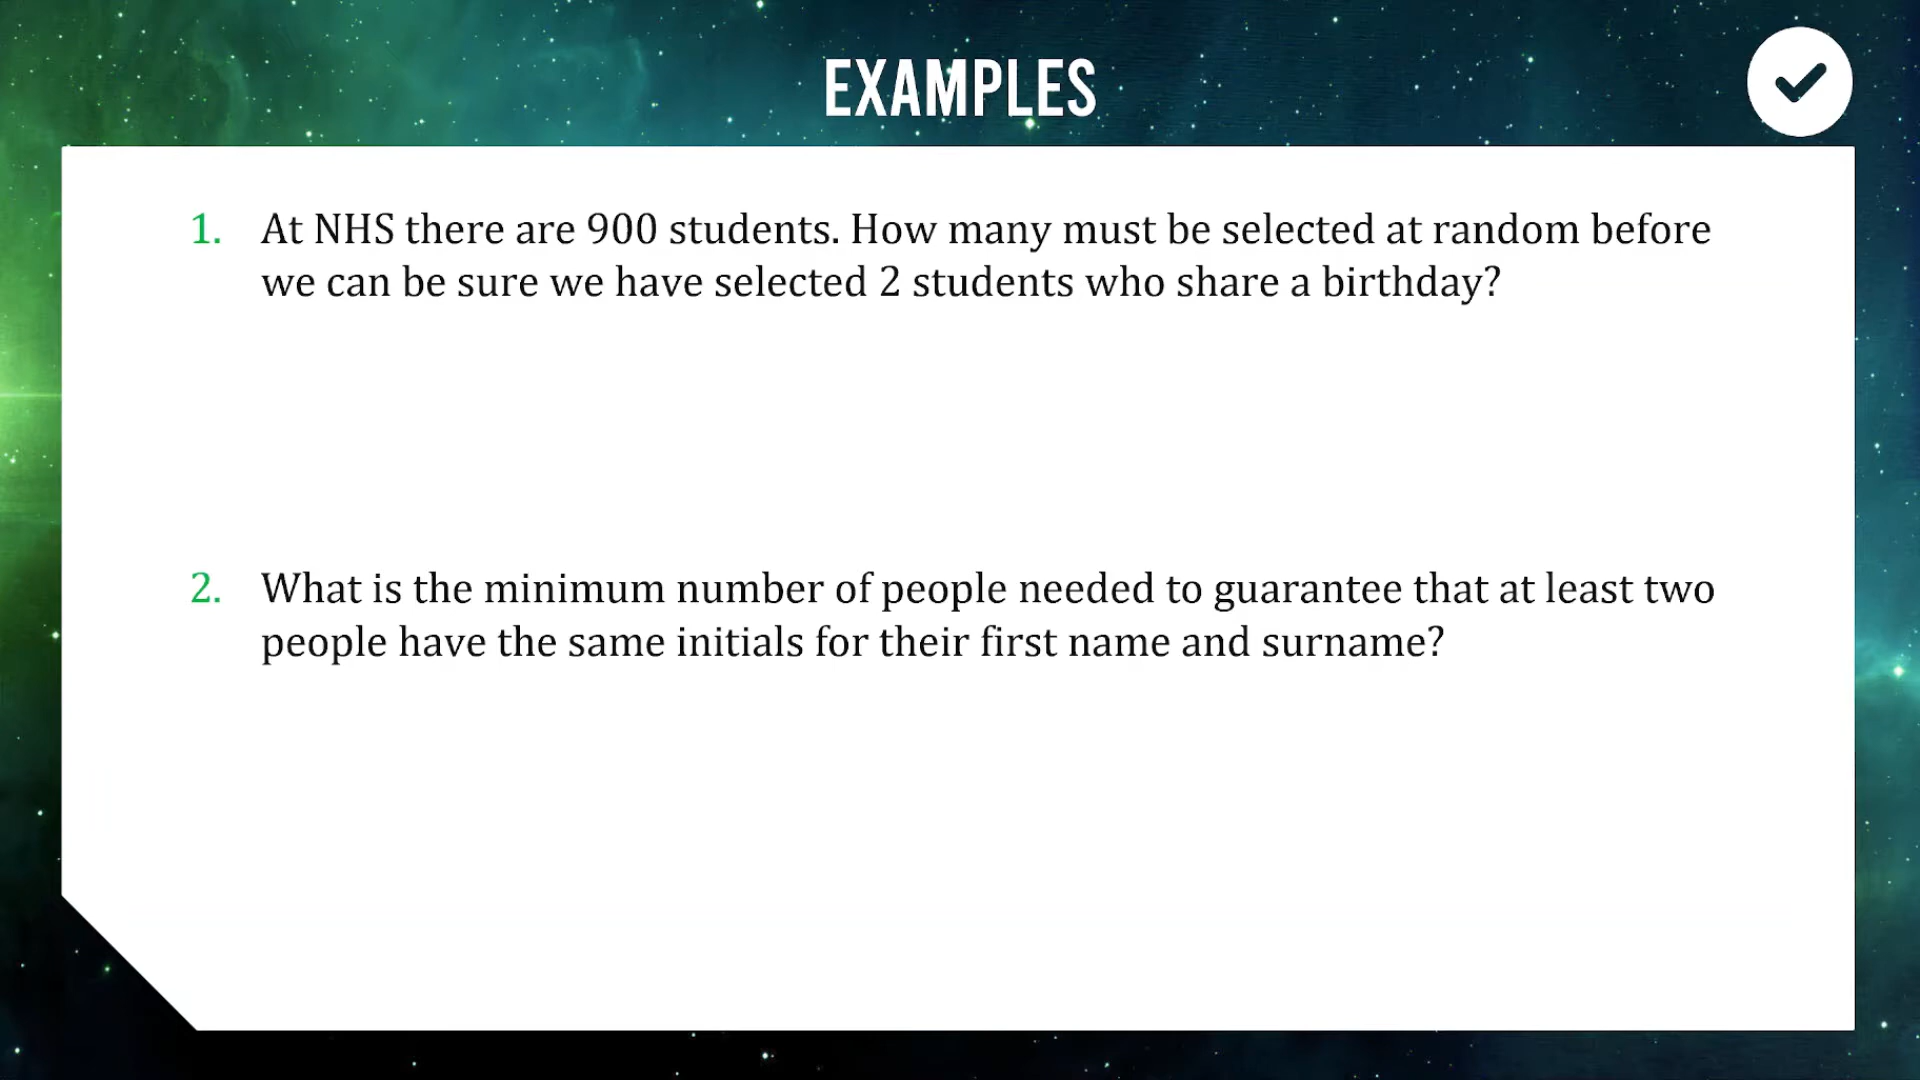 EXAMPLES
1. At NHS there are 900 students. How many must be selected at random before
we can be sure we have selected 2 students who share a birthday?
2. What is the minimum number of people needed to guarantee that at least two
people have the same initials for their first name and surname?